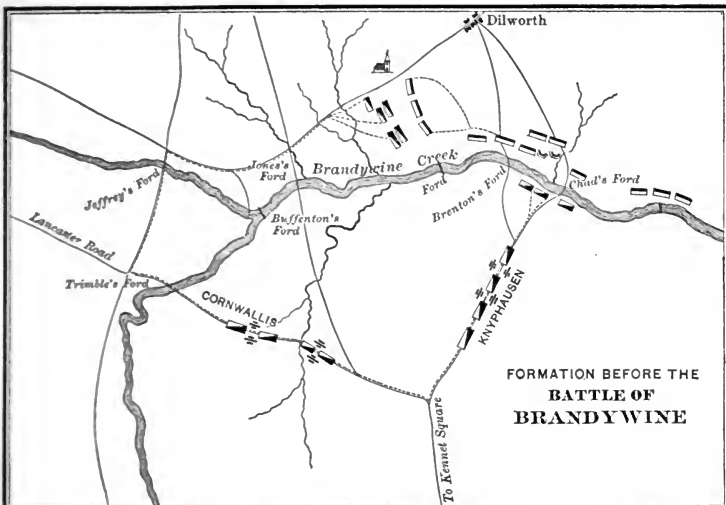 Dilworth
Jones's
Ford
Brandywine Creek
Ford
Jeffrey's Ford
Brenton's Ford
Chad's Ford
Buffenton's
Ford
Lancaster Road
Trimble's Ford
CORNWALLIS
KNYPHAUSEN
FORMATION BEFORE THE
BATTLE OF
BRANDYWINE
To Kennet Square